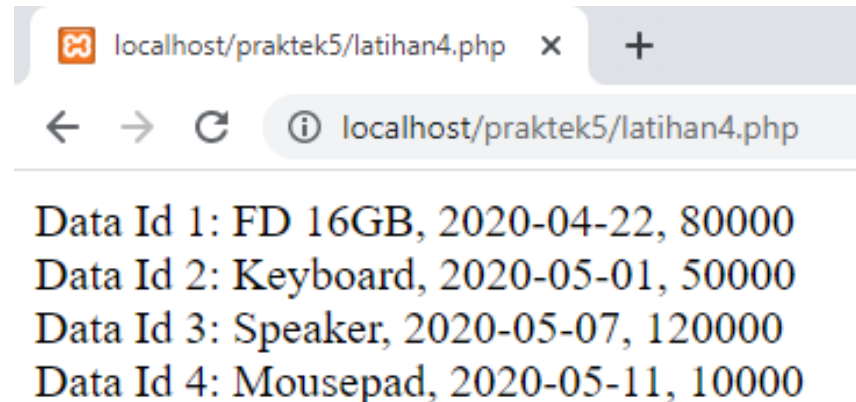 localhost/praktek5/latihan4.php
localhost/praktek5/latihan4.php
Data Id 1: FD 16GB, 2020-04-22, 80000
Data Id 2: Keyboard, 2020-05-01, 50000
Data Id 3: Speaker, 2020-05-07, 120000
Data Id 4: Mousepad, 2020-05-11, 10000